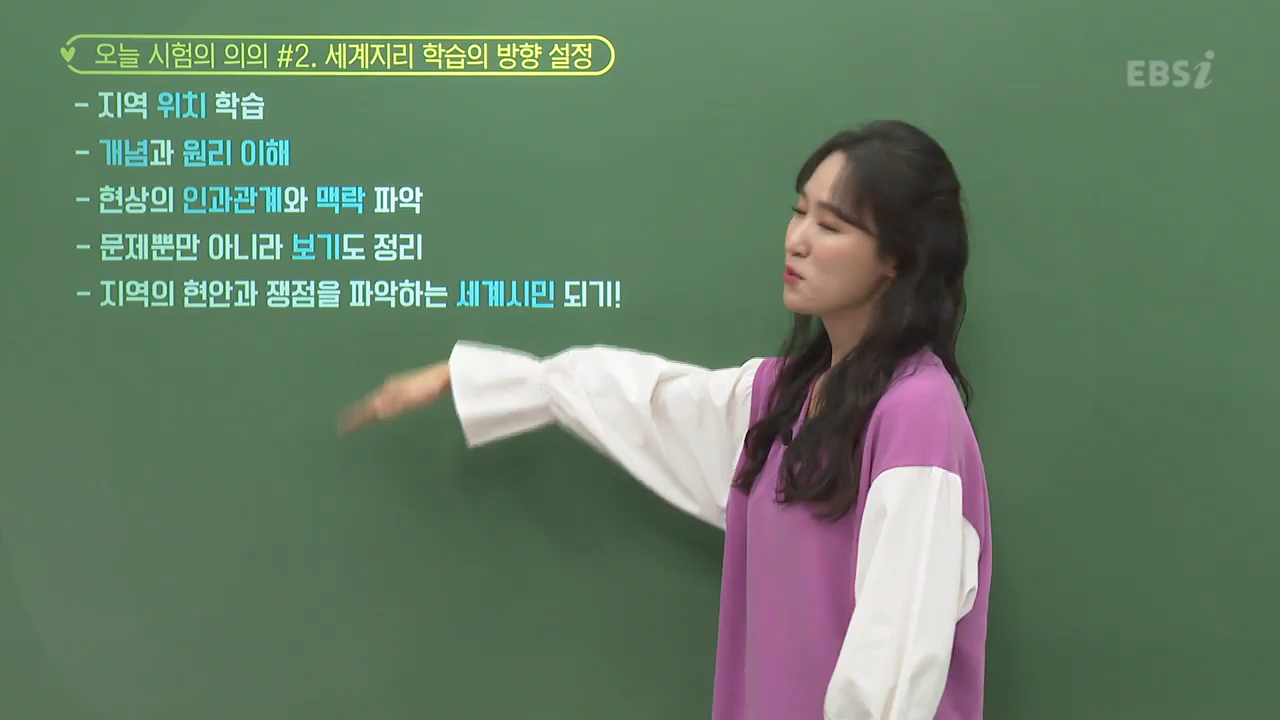 오늘 시험의 의의 #2. 세계지리 학습의 방향 설정
EBSi
- 지역 위치 학습
- 개념과 원리 이해
- 현상의 인과관계와 맥락 파악
- 문제뿐만 아니라 보기도 정리
- 지역의 현안과 쟁점을 파악하는 세계시민 되기!